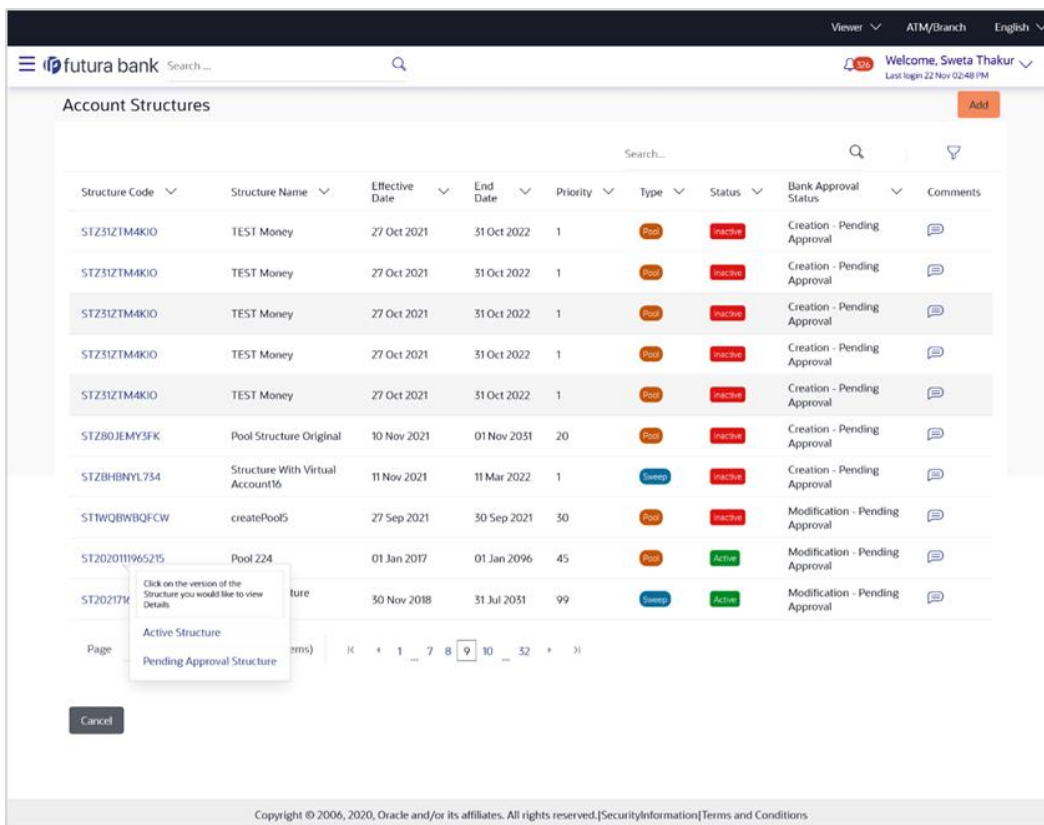 Viewer ATM/Branch English
futura bank Search ... 326 Welcome, Sweta Thakur
Last login 22 Nov 02:48 PM
Account Structures Add
Search...
Structure Code Structure Name Effective Date End Date Priority Type Status Bank Approval Status Comments
STZ31ZTM4KIO TEST Money 27 Oct 2021 31 Oct 2022 1 Pool Inactive Creation - Pending Approval
STZ31ZTM4KIO TEST Money 27 Oct 2021 31 Oct 2022 1 Pool Inactive Creation - Pending Approval
STZ31ZTM4KIO TEST Money 27 Oct 2021 31 Oct 2022 1 Pool Inactive Creation - Pending Approval
STZ31ZTM4KIO TEST Money 27 Oct 2021 31 Oct 2022 1 Pool Inactive Creation - Pending Approval
STZ31ZTM4KIO TEST Money 27 Oct 2021 31 Oct 2022 1 Pool Inactive Creation - Pending Approval
STZ80JEMY3FK Pool Structure Original 10 Nov 2021 01 Nov 2031 20 Pool Inactive Creation - Pending Approval
STZ8HBNYL734 Structure With Virtual Account16 11 Nov 2021 11 Mar 2022 1 Sweep Inactive Creation - Pending Approval
ST1WQBWBQFCW createPool5 27 Sep 2021 30 Sep 2021 30 Pool Inactive Modification - Pending Approval
ST2020111965215 Pool 224 01 Jan 2017 01 Jan 2096 45 Pool Active Modification - Pending Approval
ST2021716 ture 30 Nov 2018 31 Jul 2031 99 Sweep Active Modification - Pending Approval
Click on the version of the
Structure you would like to view
Details
Active Structure
Pending Approval Structure
Page ems) 1 ... 7 8 9 10 ... 32
Cancel
Copyright © 2006, 2020, Oracle and/or its affiliates. All rights reserved.|SecurityInformation|Terms and Conditions